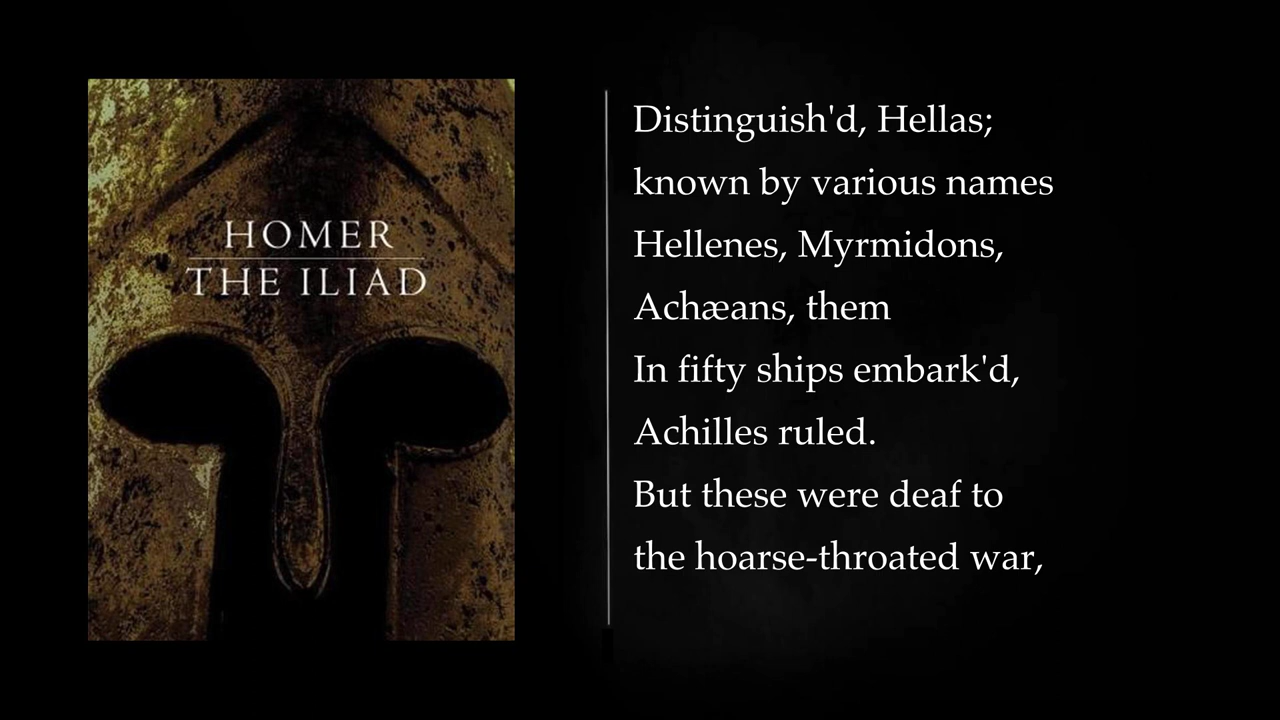 HOMER
THE ILIAD
Distinguish'd, Hellas;
known by various names
Hellenes, Myrmidons,
Achæans, them
In fifty ships embark'd,
Achilles ruled.
But these were deaf to
the hoarse-throated war,